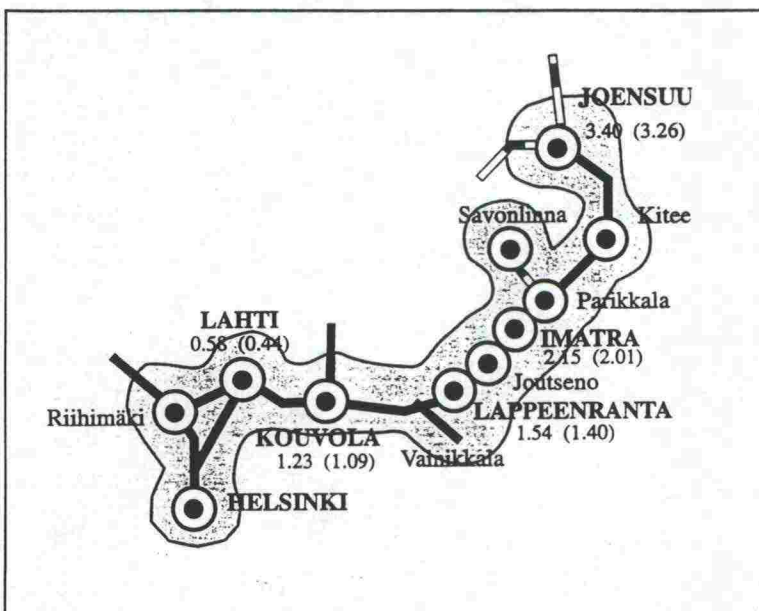 JOENSUU
3.40 (3.26)
Savonlinna
Kitee
Parikkala
LAHTI
0.58 (0.44)
IMATRA
2.15 (2.01)
Joutseno
Riihimäki
LAPPEENRANTA
1.54 (1.40)
KOUVOLA
1.23 (1.09)
Vainikkala
HELSINKI